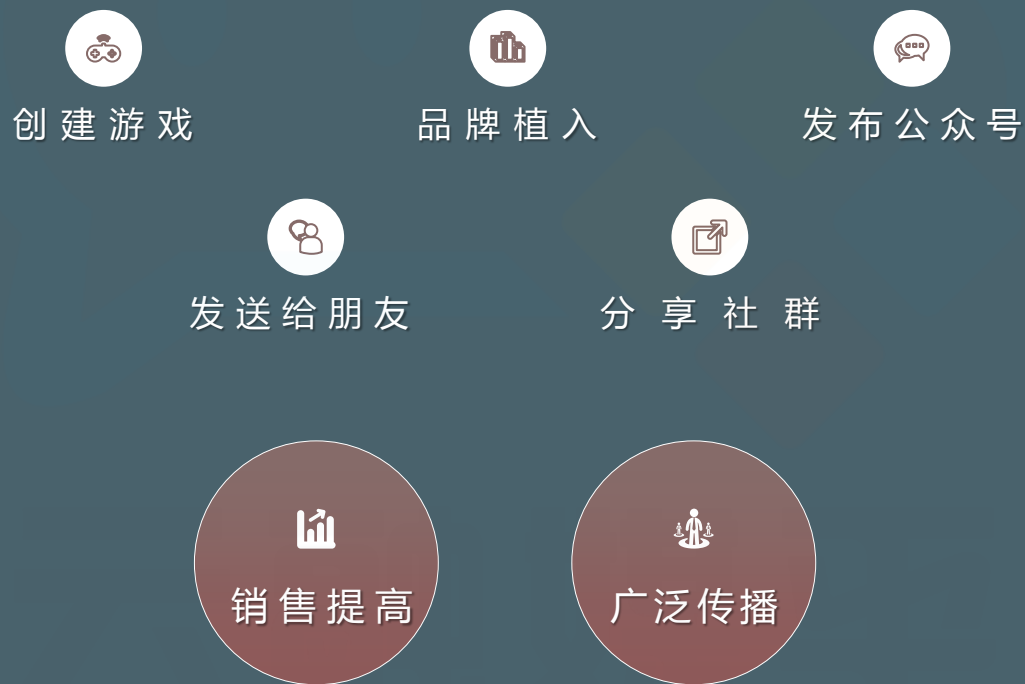 创建游戏
品牌植入
发布公众号
发送给朋友
分享社群
销售提高
广泛传播